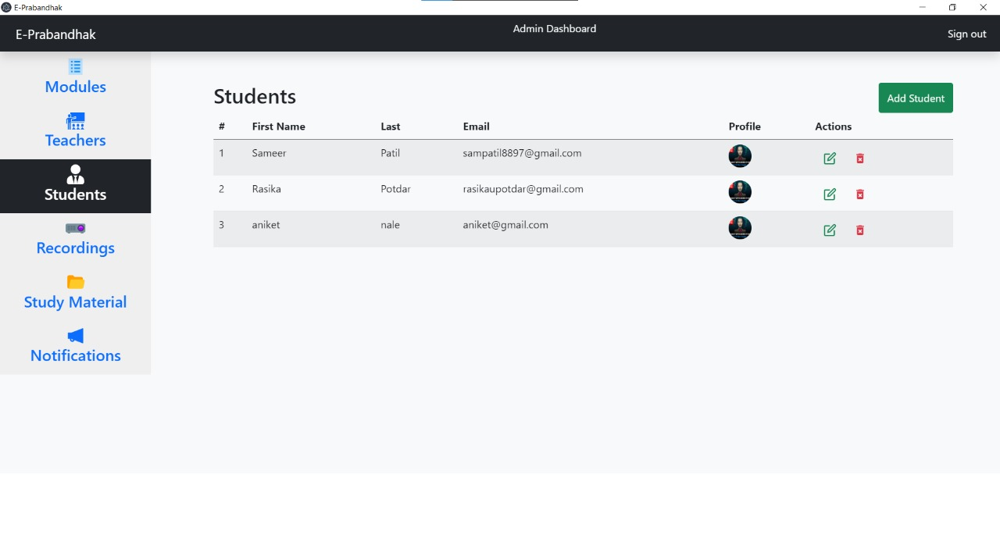 E-Prabandhak
E-Prabandhak
Admin Dashboard
Sign out
Modules
Teachers
Students
Recordings
Study Material
Notifications
Students
Add Student
# First Name Last Email Profile Actions
1 Sameer Patil sampatil8897@gmail.com
2 Rasika Potdar rasikaupotdar@gmail.com
3 aniket nale aniket@gmail.com